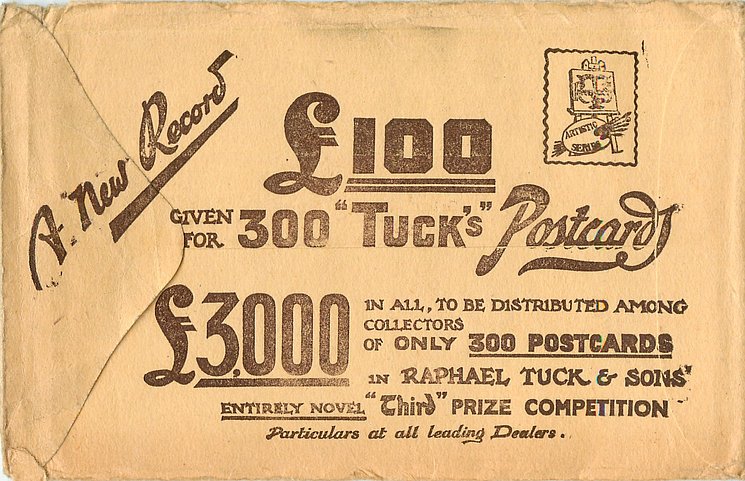 A New Record
£100
ARTISTIC
SERIES
GIVEN
FOR 300 "TUCK'S" Postcards
£3,000
IN ALL, TO BE DISTRIBUTED AMONG
COLLECTORS
OF ONLY 300 POSTCARDS
IN RAPHAEL TUCK & SONS'
ENTIRELY NOVEL "Third" PRIZE COMPETITION
Particulars at all leading Dealers.